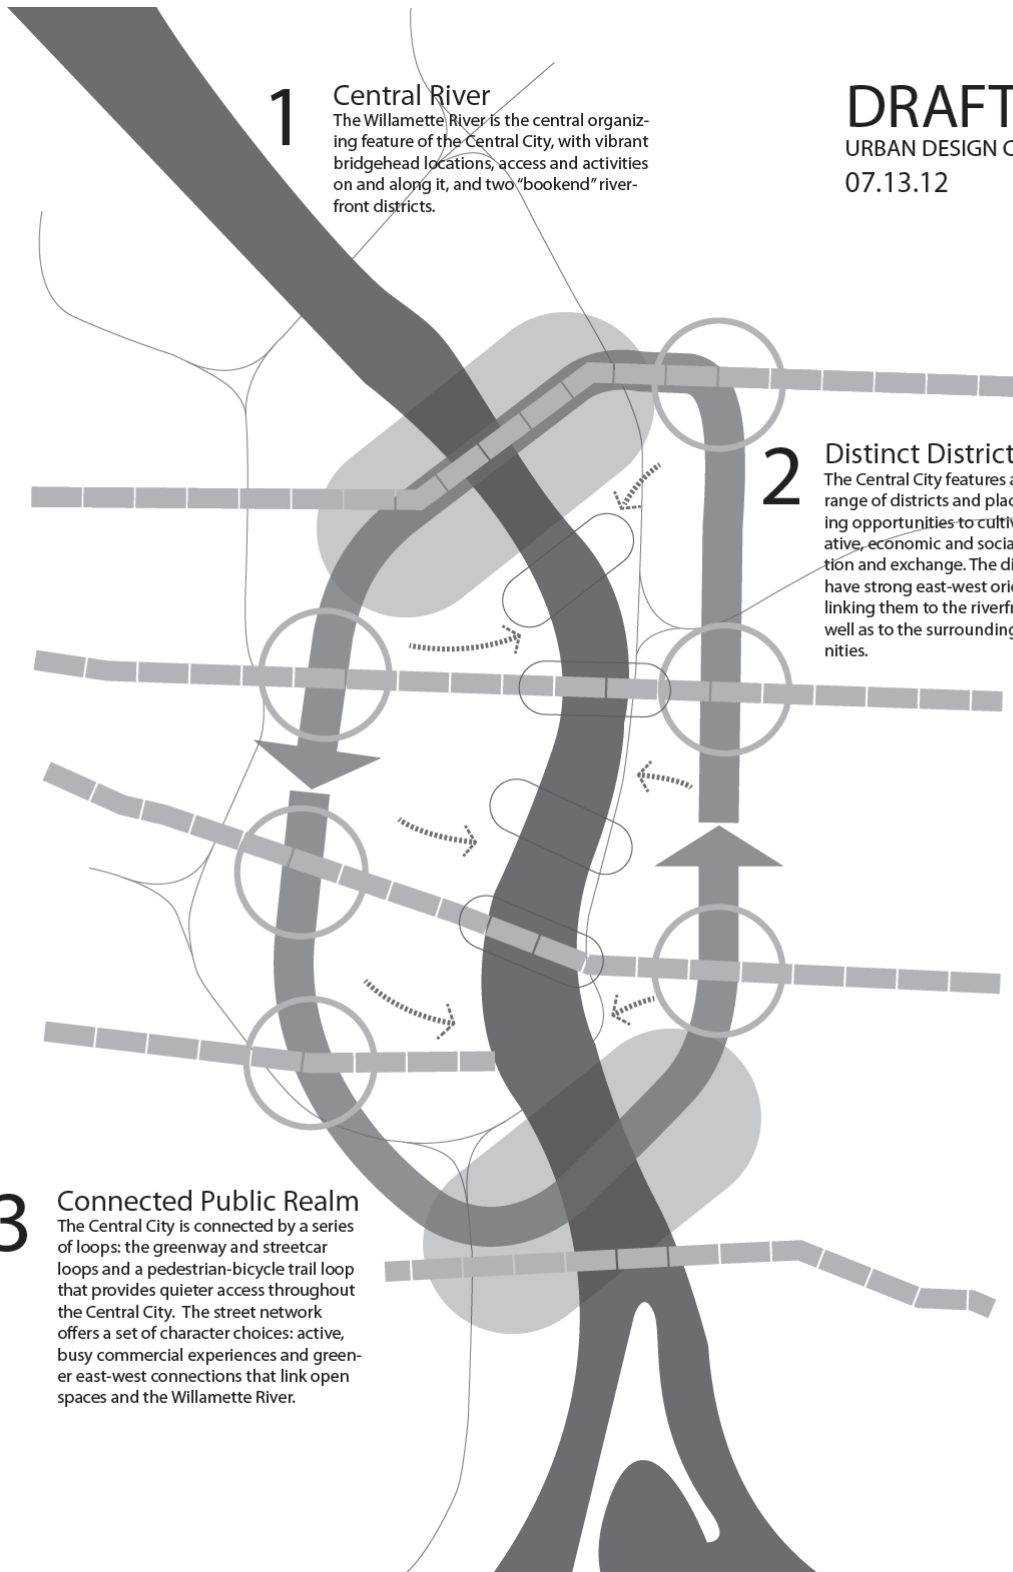 1
Central River
The Willamette River is the central organiz-
ing feature of the Central City, with vibrant
bridgehead locations, access and activities
on and along it, and two “bookend” river-
front districts.
DRAFT
URBAN DESIGN C
07.13.12
2
Distinct District
The Central City features a
range of districts and plac
ing opportunities to cultiv
ative, economic and socia
tion and exchange. The di
have strong east-west orie
linking them to the riverfr
well as to the surrounding
nities.
3
Connected Public Realm
The Central City is connected by a series
of loops: the greenway and streetcar
loops and a pedestrian-bicycle trail loop
that provides quieter access throughout
the Central City.  The street network
offers a set of character choices: active,
busy commercial experiences and green-
er east-west connections that link open
spaces and the Willamette River.